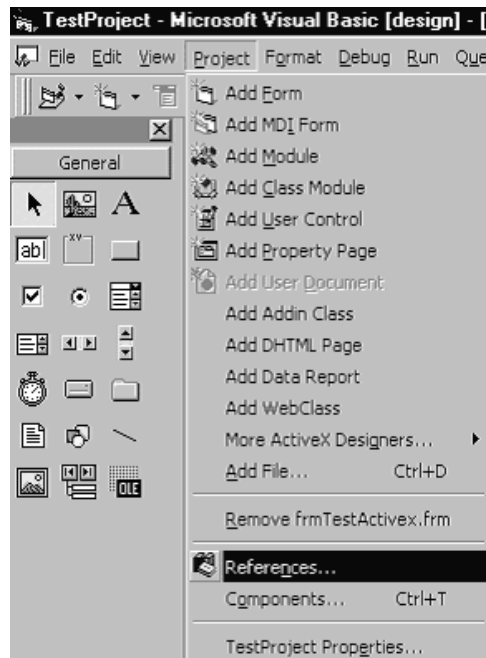 TestProject - Microsoft Visual Basic [design] - [
File Edit View Project Format Debug Run Que
General
A
ab|
xy
OLE
Add Form
Add MDI Form
Add Module
Add Class Module
Add User Control
Add Property Page
Add User Document
Add Addin Class
Add DHTML Page
Add Data Report
Add WebClass
More ActiveX Designers...
Add File... Ctrl+D
Remove frmTestActivex.frm
References...
Components... Ctrl+T
TestProject Properties...